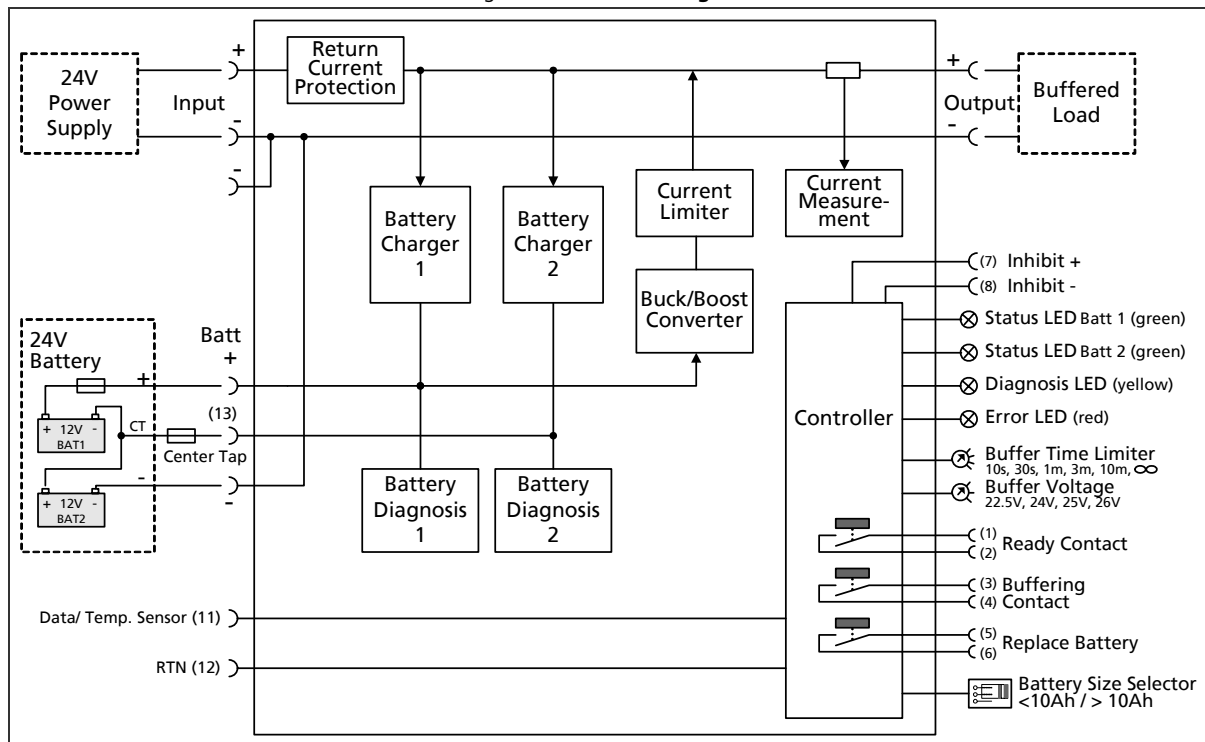 24V
Power
Supply
+
-
-
Input
Return
Current
Protection
+
Output
-
Buffered
Load
Battery
Charger
1
Battery
Charger
2
Current
Limiter
Current
Measure-
ment
Buck/Boost
Converter
24V
Battery
Batt
+
+
+ 12V -
BAT1
CT
(13)
Center Tap
-
-
+ 12V -
BAT2
Battery
Diagnosis
1
Battery
Diagnosis
2
Controller
(7) Inhibit +
(8) Inhibit -
Status LED Batt 1 (green)
Status LED Batt 2 (green)
Diagnosis LED (yellow)
Error LED (red)
Buffer Time Limiter
10s, 30s, 1m, 3m, 10m, ∞
Buffer Voltage
22.5V, 24V, 25V, 26V
(1)
(2)
Ready Contact
(3) Buffering
(4) Contact
(5)
(6)
Replace Battery
Battery Size Selector
<10Ah / > 10Ah
Data/ Temp. Sensor (11)
RTN (12)